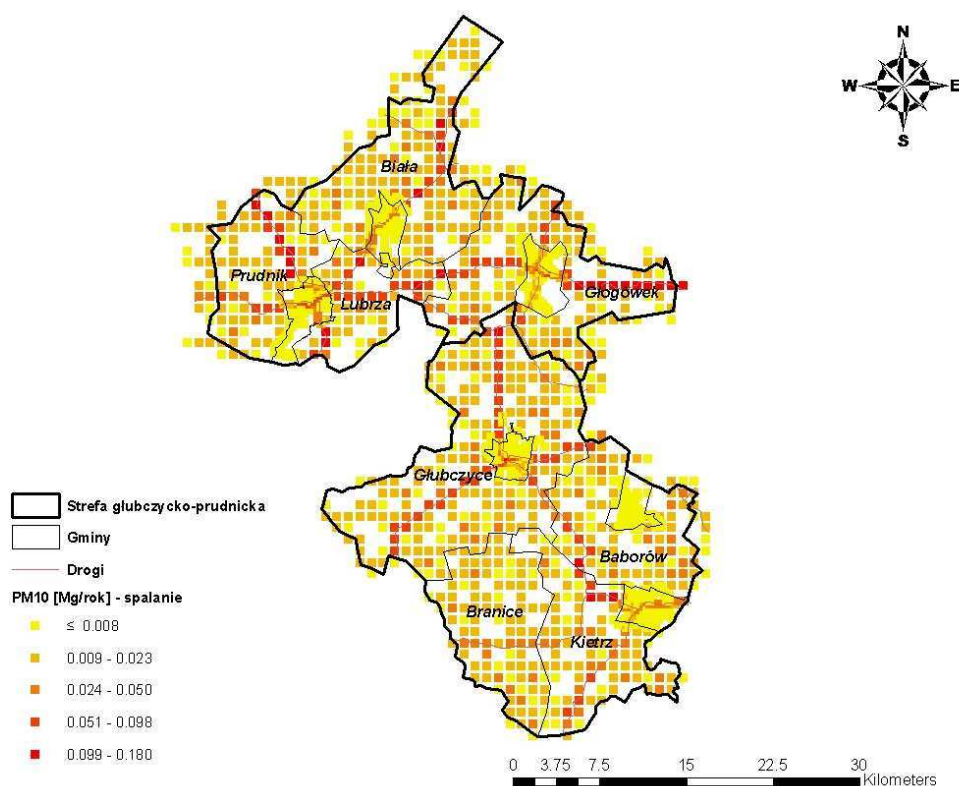 N
W E
S
Biała
Prudnik
Lubrza
Głogówek
Głubczyce
Baborów
Branice
Kietrz
Strefa głubczycko-prudnicka
Gminy
Drogi
PM10 [Mg/rok] - spalanie
≤ 0.008
0.009 - 0.023
0.024 - 0.050
0.051 - 0.098
0.099 - 0.180
0 3.75 7.5 15 22.5 30
Kilometers